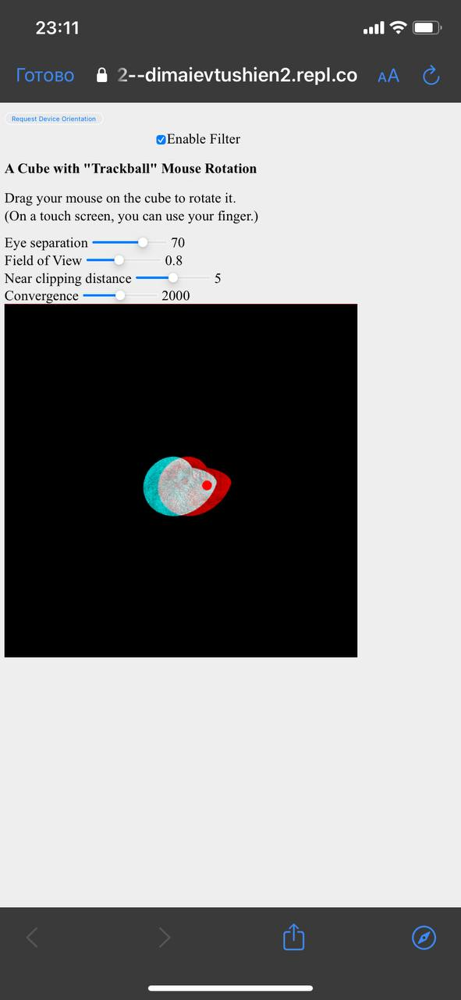 23:11
Готово 2--dimaievtushien2.repl.co AA
Request Device Orientation
Enable Filter
A Cube with "Trackball" Mouse Rotation
Drag your mouse on the cube to rotate it.
(On a touch screen, you can use your finger.)
Eye separation 70
Field of View 0.8
Near clipping distance 5
Convergence 2000